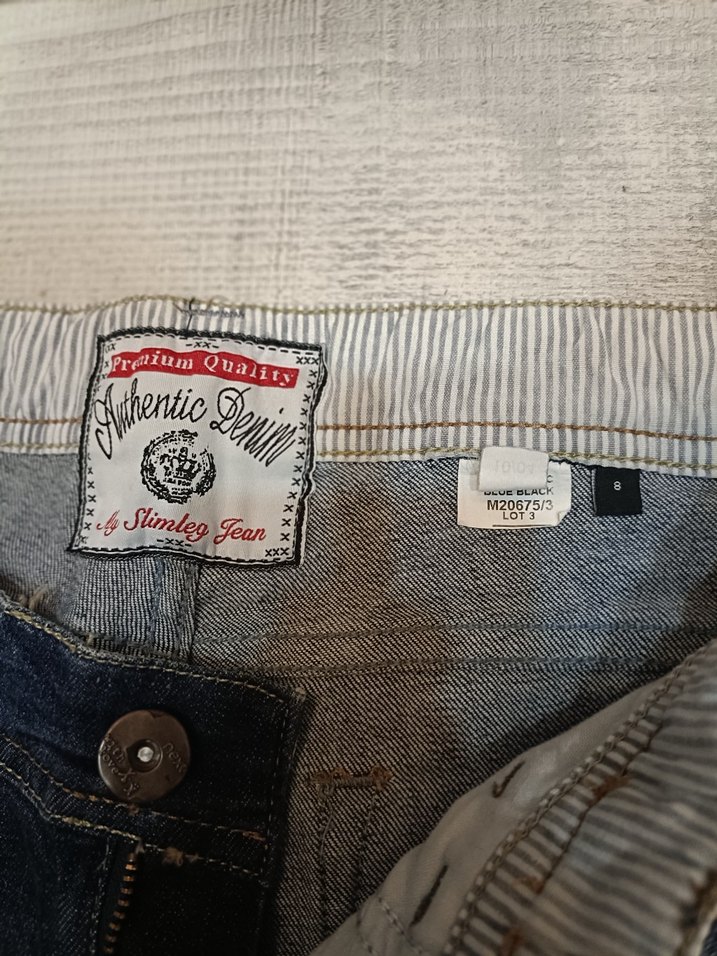 Premium Quality
Authentic Denim
My Slimleg Jean
BLUE BLACK
M20675/3
LOT 3
8